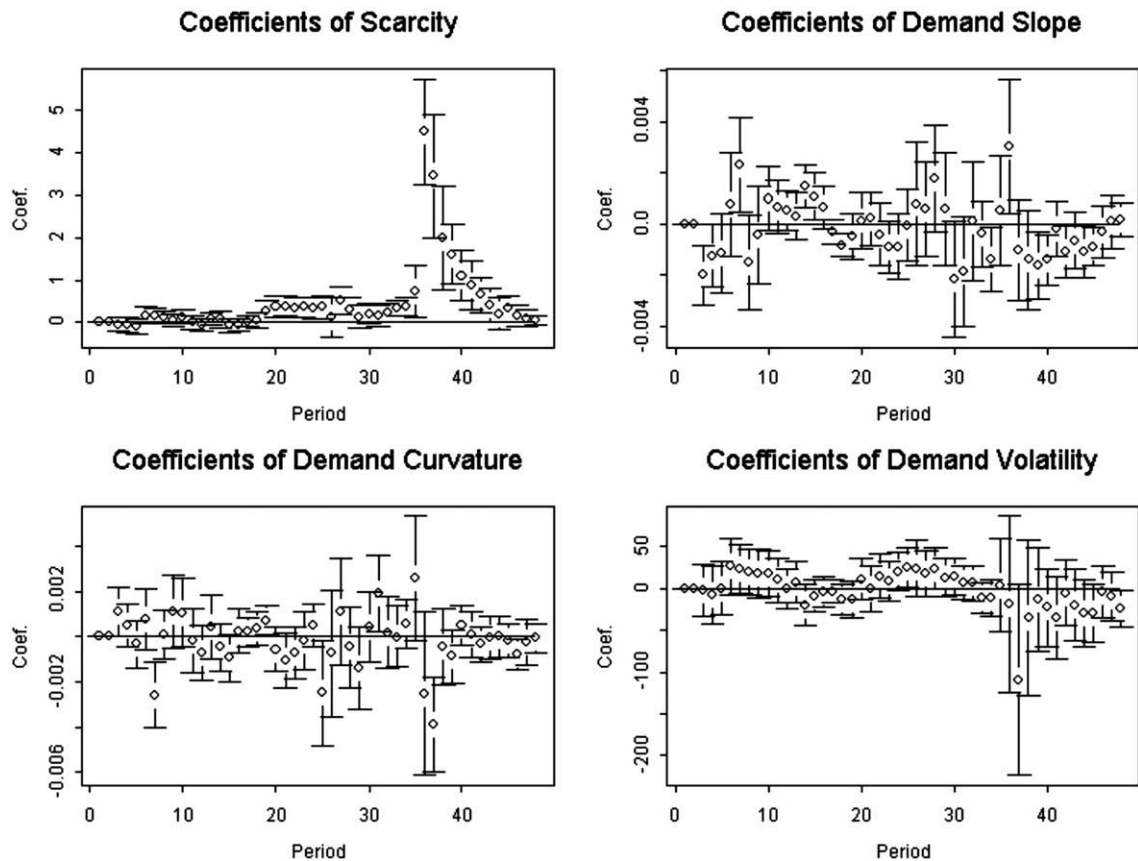 Coefficients of Scarcity
Coef.
0 1 2 3 4 5
0 10 20 30 40
Period
Coefficients of Demand Slope
Coef.
-0.004 0.0 0.004
0 10 20 30 40
Period
Coefficients of Demand Curvature
Coef.
-0.006 -0.002 0.002
0 10 20 30 40
Period
Coefficients of Demand Volatility
Coef.
-200 -100 0 50
0 10 20 30 40
Period